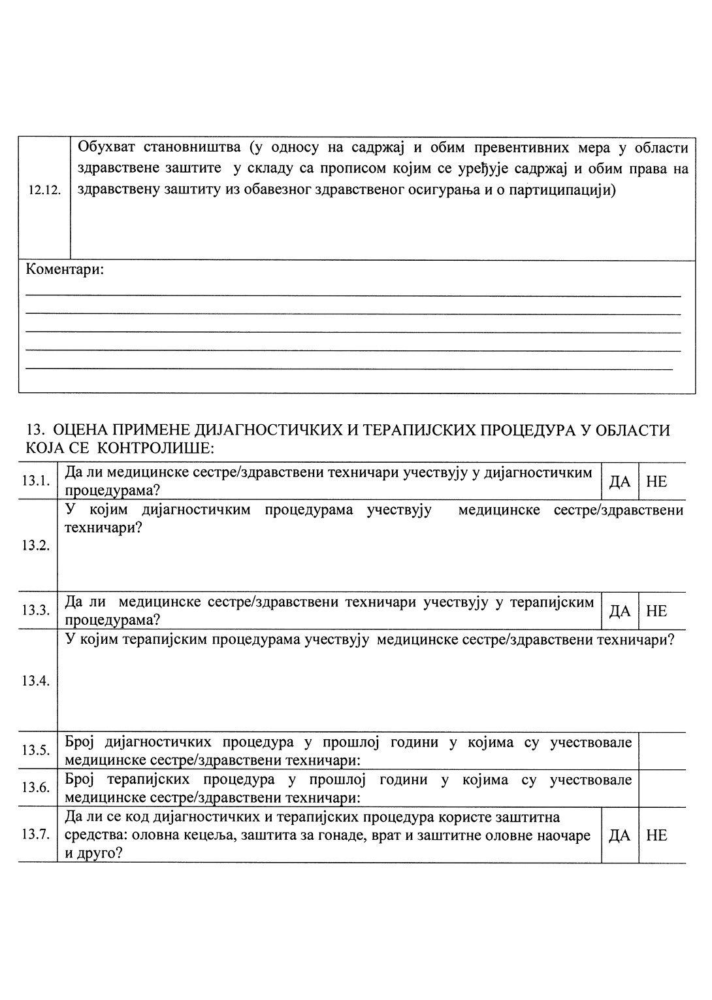 Обухват становништва (у односу на садржај и обим превентивних мера у области
здравствене заштите у складу са прописом којим се уређује садржај и обим права на
12.12. здравствену заштиту из обавезног здравственог осигурања и о партиципацији)
Коментари:
13. ОЦЕНА ПРИМЕНЕ ДИЈАГНОСТИЧКИХ И ТЕРАПИЈСКИХ ПРОЦЕДУРА У ОБЛАСТИ
КОЈА СЕ КОНТРОЛИШЕ:
13.1. Да ли медицинске сестре/здравствени техничари учествују у дијагностичким
процедурама? ДА НЕ
У којим дијагностичким процедурама учествују медицинске сестре/здравствени
техничари?
13.2.
13.3. Да ли медицинске сестре/здравствени техничари учествују у терапијским
процедурама? ДА НЕ
У којим терапијским процедурама учествују медицинске сестре/здравствени техничари?
13.4.
13.5. Број дијагностичких процедура у прошлој години у којима су учествовале
медицинске сестре/здравствени техничари:
13.6. Број терапијских процедура у прошлој години у којима су учествовале
медицинске сестре/здравствени техничари:
Да ли се код дијагностичких и терапијских процедура користе заштитна
13.7. средства: оловна кецеља, заштита за гонаде, врат и заштитне оловне наочаре ДА НЕ
и друго?